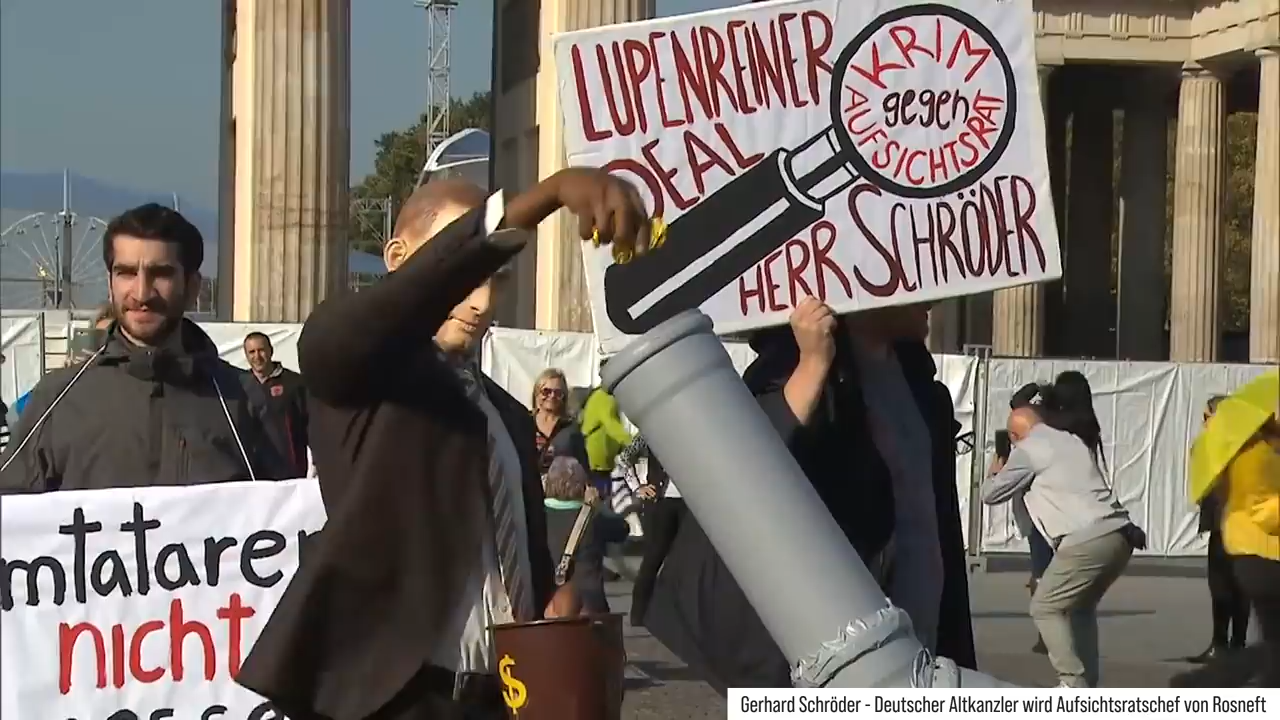 LUPENREINER
DEAL
HERR SCHRÖDER
KRIM
gegen
AUFSICHTSRAT
mtataren
nicht
$
Gerhard Schröder - Deutscher Altkanzler wird Aufsichtsratschef von Rosneft